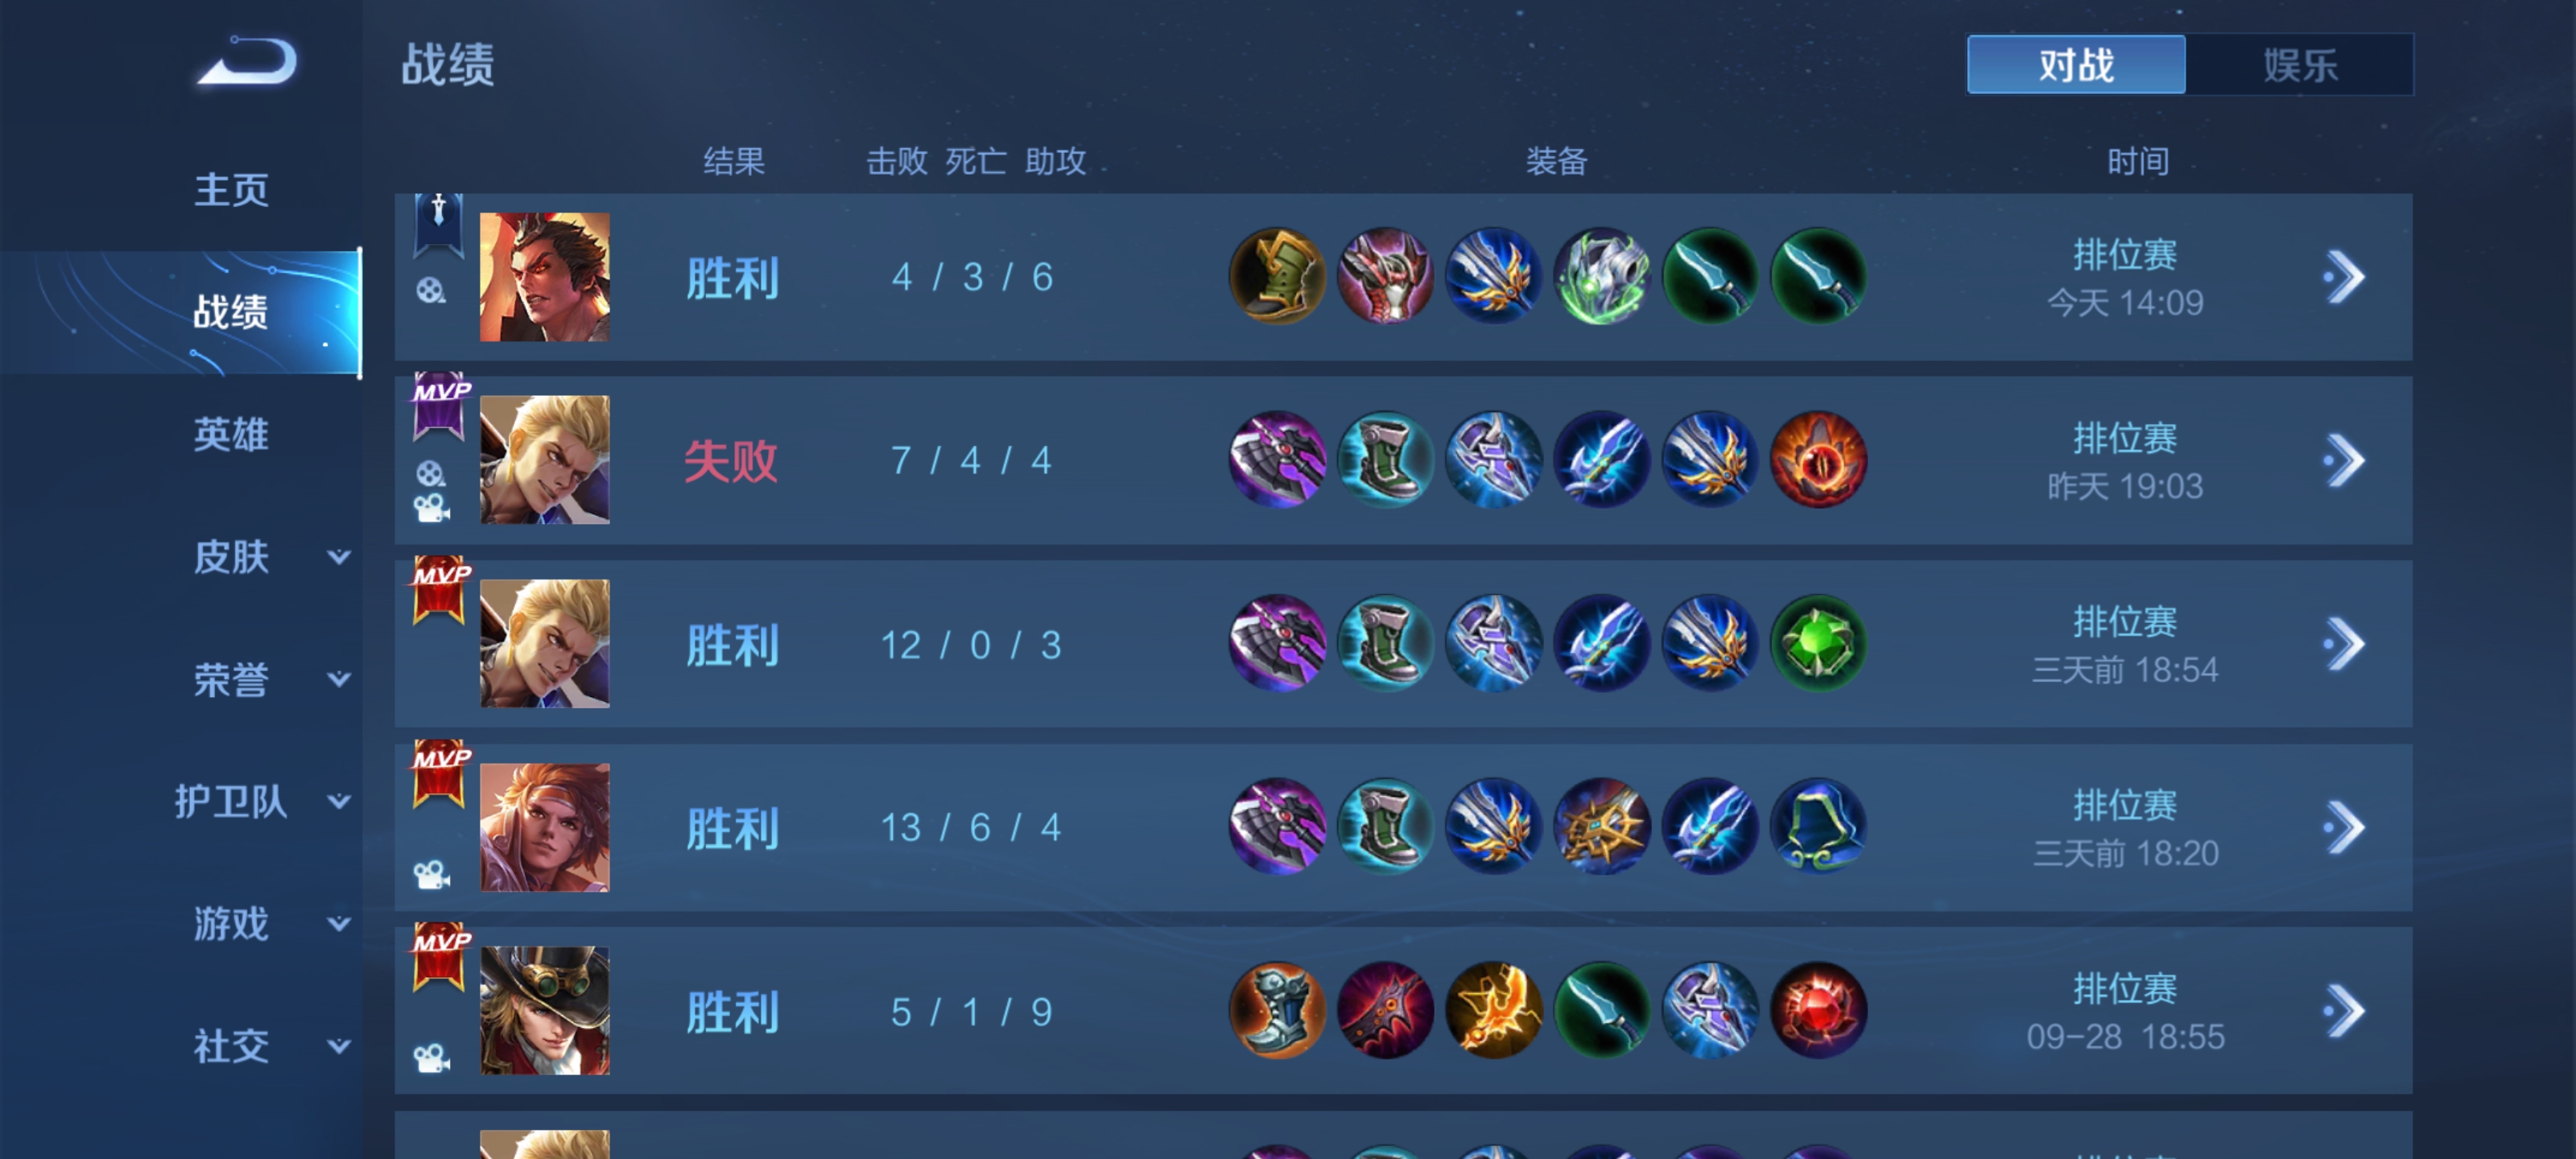 战绩
对战 娱乐
结果 击败 死亡 助攻 装备 时间
主页
战绩
英雄
皮肤
荣誉
护卫队
游戏
社交
胜利 4 / 3 / 6 排位赛
今天 14:09
MVP
失败 7 / 4 / 4 排位赛
昨天 19:03
MVP
胜利 12 / 0 / 3 排位赛
三天前 18:54
MVP
胜利 13 / 6 / 4 排位赛
三天前 18:20
MVP
胜利 5 / 1 / 9 排位赛
09-28 18:55